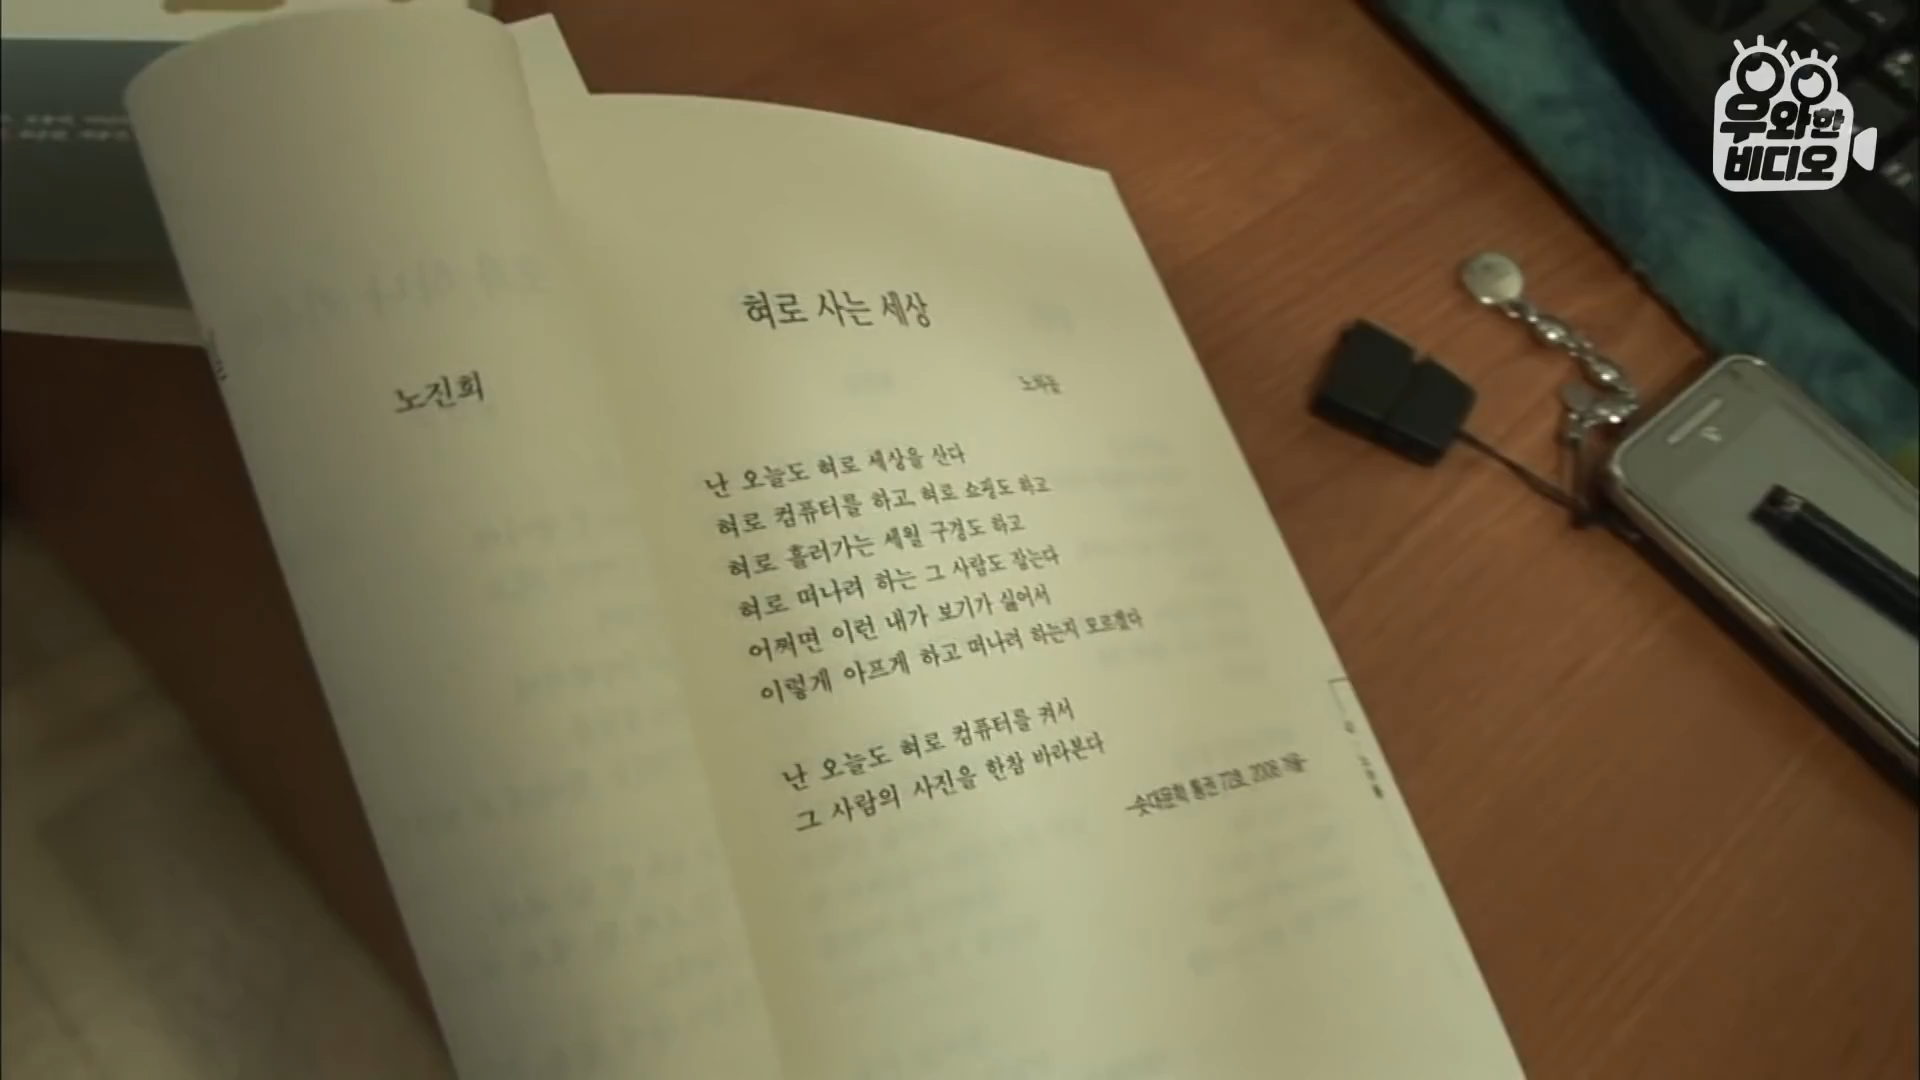 우와한
비디오
노진희
혀로 사는 세상
난 오늘도 혀로 세상을 산다
혀로 컴퓨터를 하고, 혀로 쇼핑도 하고
혀로 흘러가는 세월 구경도 하고
혀로 떠나려 하는 그 사람도 잡는다
어쩌면 이런 내가 보기가 싫어서
이렇게 아프게 하고 떠나려 하는지 모르겠다
난 오늘도 혀로 컴퓨터를 켜서
그 사람의 사진을 한참 바라본다